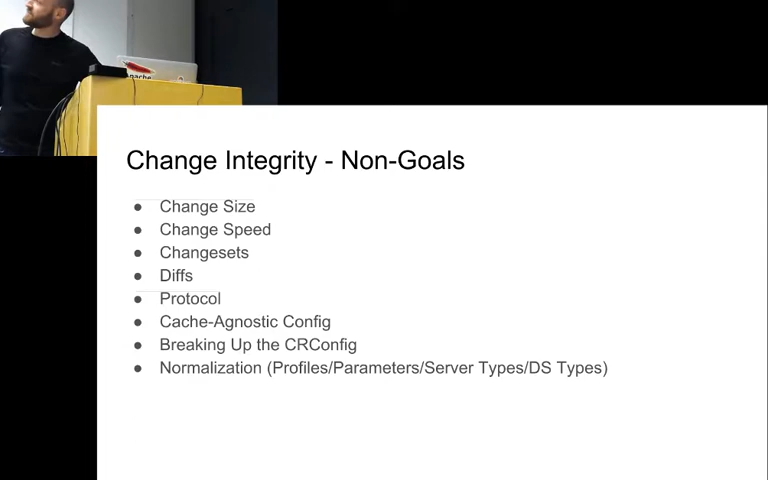 Apache
Change Integrity - Non-Goals
● Change Size
● Change Speed
● Changesets
● Diffs
● Protocol
● Cache-Agnostic Config
● Breaking Up the CRConfig
● Normalization (Profiles/Parameters/Server Types/DS Types)